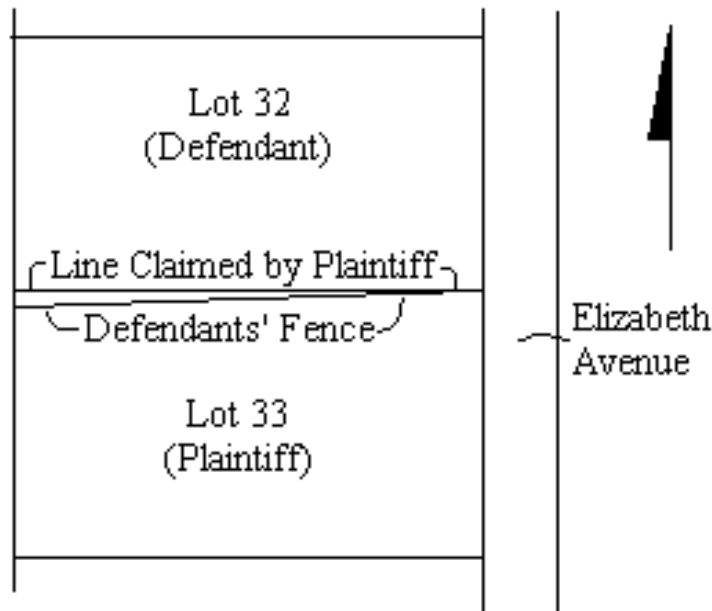 Lot 32
(Defendant)
Line Claimed by Plaintiff
Defendants' Fence
Elizabeth
Avenue
Lot 33
(Plaintiff)